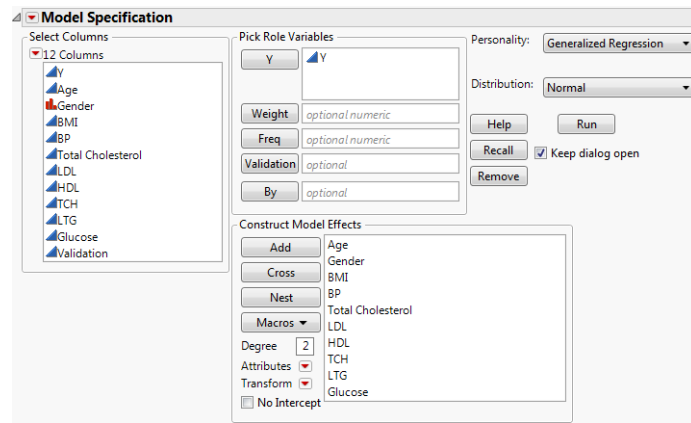 Model Specification
Select Columns
12 Columns
Y
Age
Gender
BMI
BP
Total Cholesterol
LDL
HDL
TCH
LTG
Glucose
Validation
Pick Role Variables
Y
Y
Weight
optional numeric
Freq
optional numeric
Validation
optional
By
optional
Personality:
Generalized Regression
Distribution:
Normal
Help
Run
Recall
Keep dialog open
Remove
Construct Model Effects
Add
Cross
Nest
Macros
Degree
2
Attributes
Transform
No Intercept
Age
Gender
BMI
BP
Total Cholesterol
LDL
HDL
TCH
LTG
Glucose